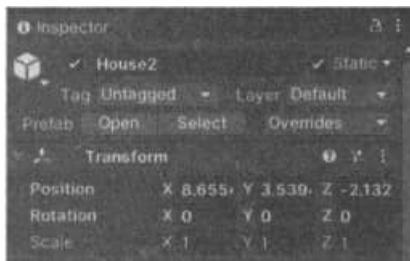 Inspector
House2 Static
Tag Untagged Layer Default
Prefab Open Select Overrides
Transform
Position X 8.655 Y 3.539 Z -2.132
Rotation X 0 Y 0 Z 0
Scale X 1 Y 1 Z 1